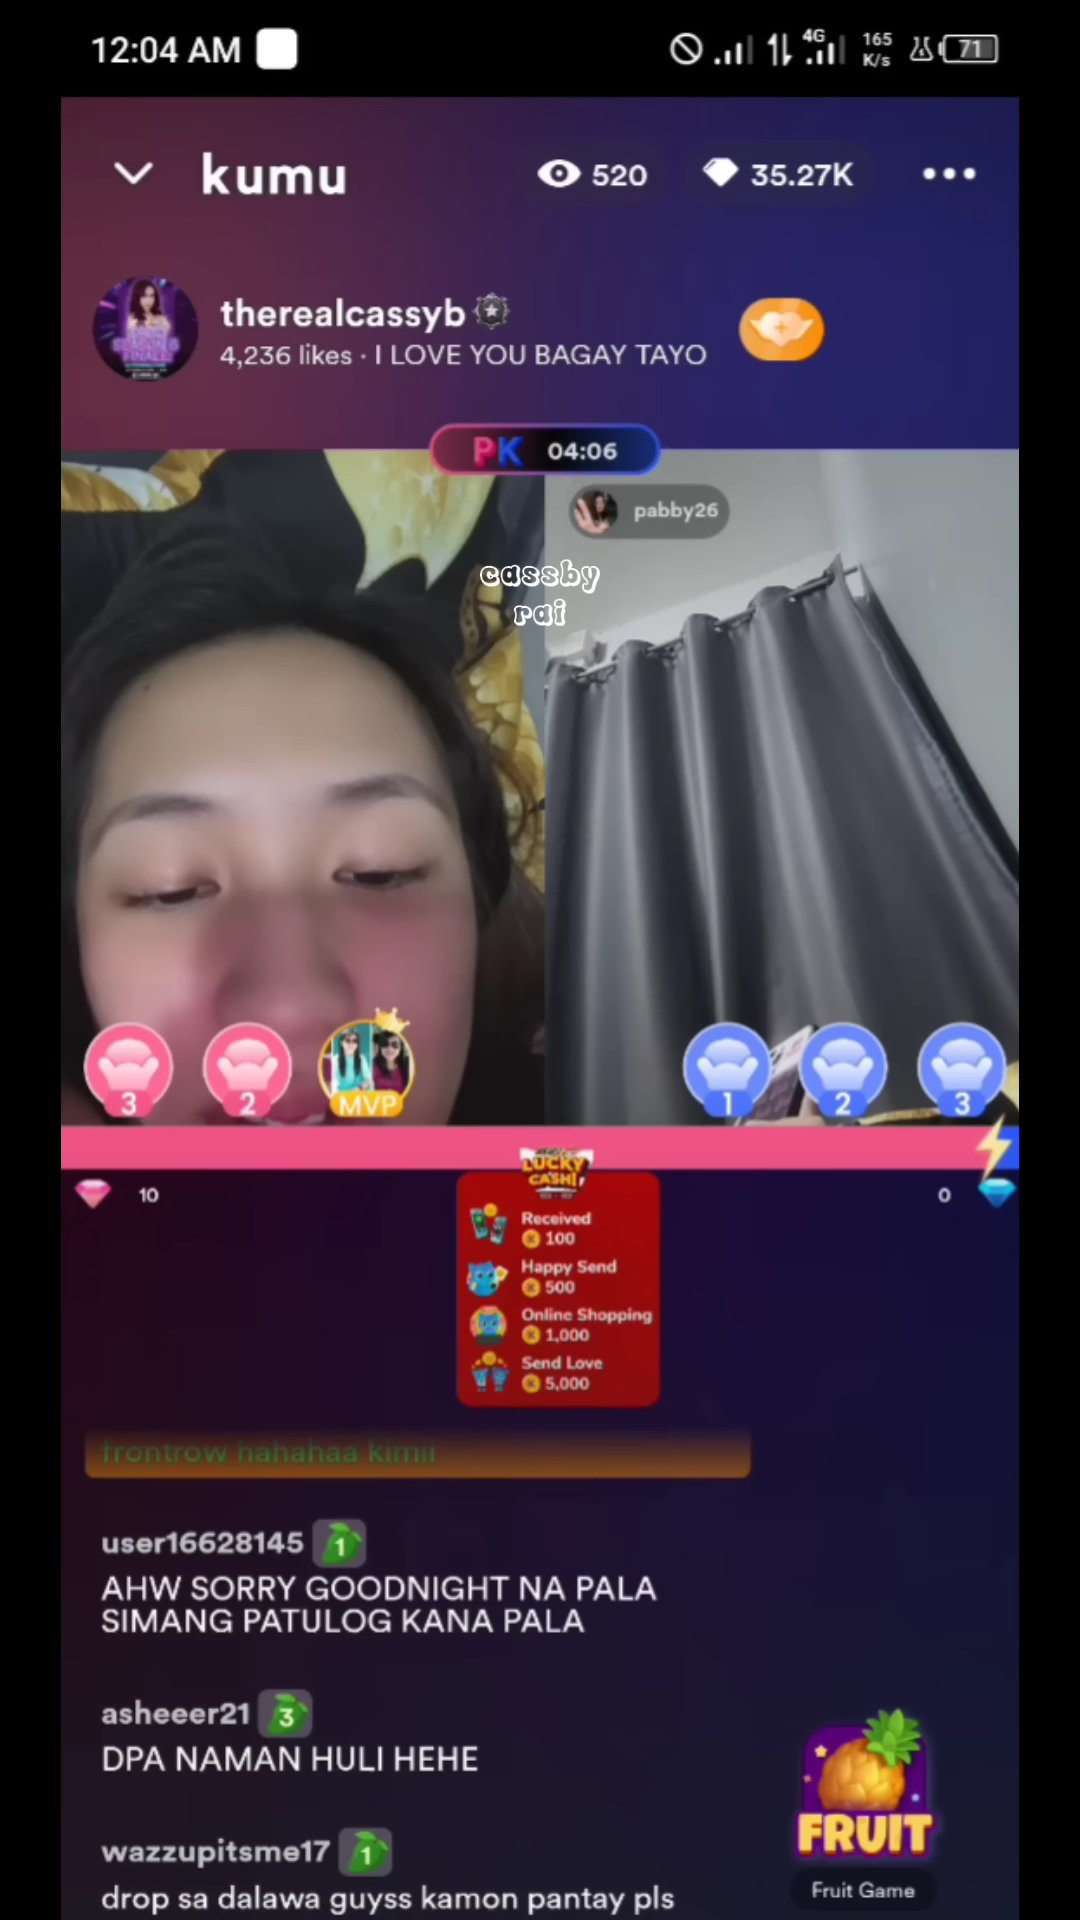 12:04 AM
4G
165
K/s
71
kumu
520
35.27K
therealcassyb
4,236 likes · I LOVE YOU BAGAY TAYO
PK 04:06
pabby26
cassby
rai
3
2
MVP
1
2
3
10
0
LUCKY
CASH!
Received
100
Happy Send
500
Online Shopping
1,000
Send Love
5,000
frontrow hahahaa kimii
user16628145 1
AHW SORRY GOODNIGHT NA PALA
SIMANG PATULOG KANA PALA
asheeer21 3
DPA NAMAN HULI HEHE
wazzupitsme17 1
drop sa dalawa guyss kamon pantay pls
FRUIT
Fruit Game